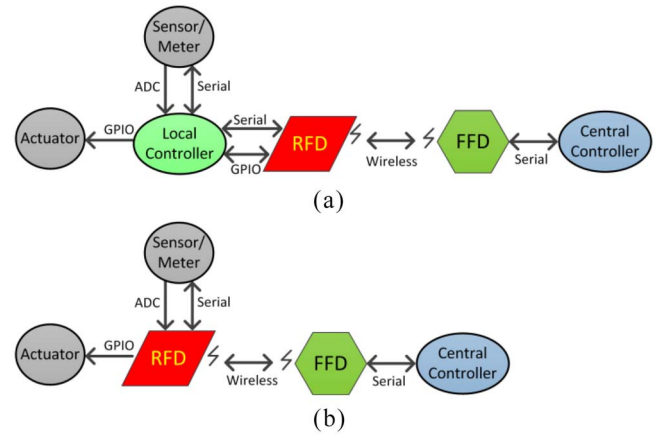 Sensor/
Meter
ADC
Serial
Actuator
GPIO
Local
Controller
Serial
GPIO
RFD
Wireless
FFD
Serial
Central
Controller
(a)
Sensor/
Meter
ADC
Serial
Actuator
GPIO
RFD
Wireless
FFD
Serial
Central
Controller
(b)